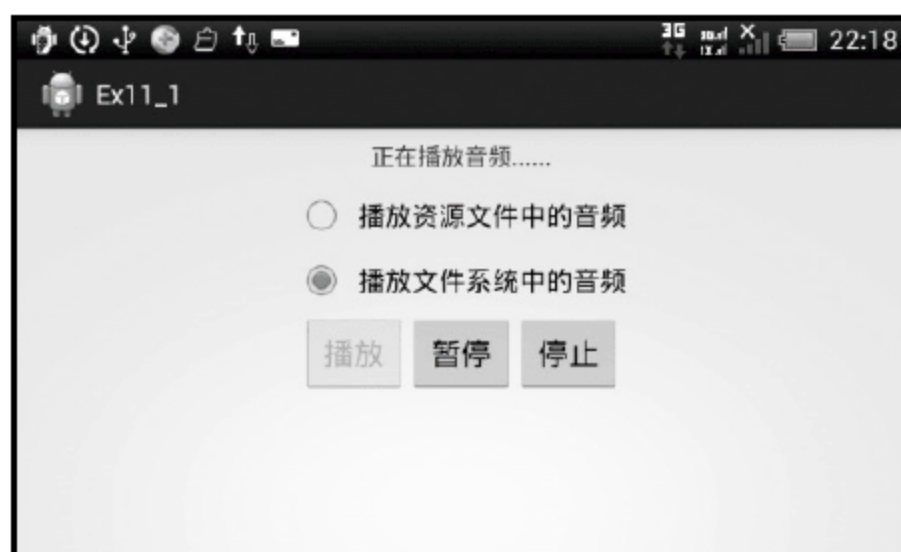 3G 22:18
Ex11_1
正在播放音频……
播放资源文件中的音频
播放文件系统中的音频
播放 暂停 停止